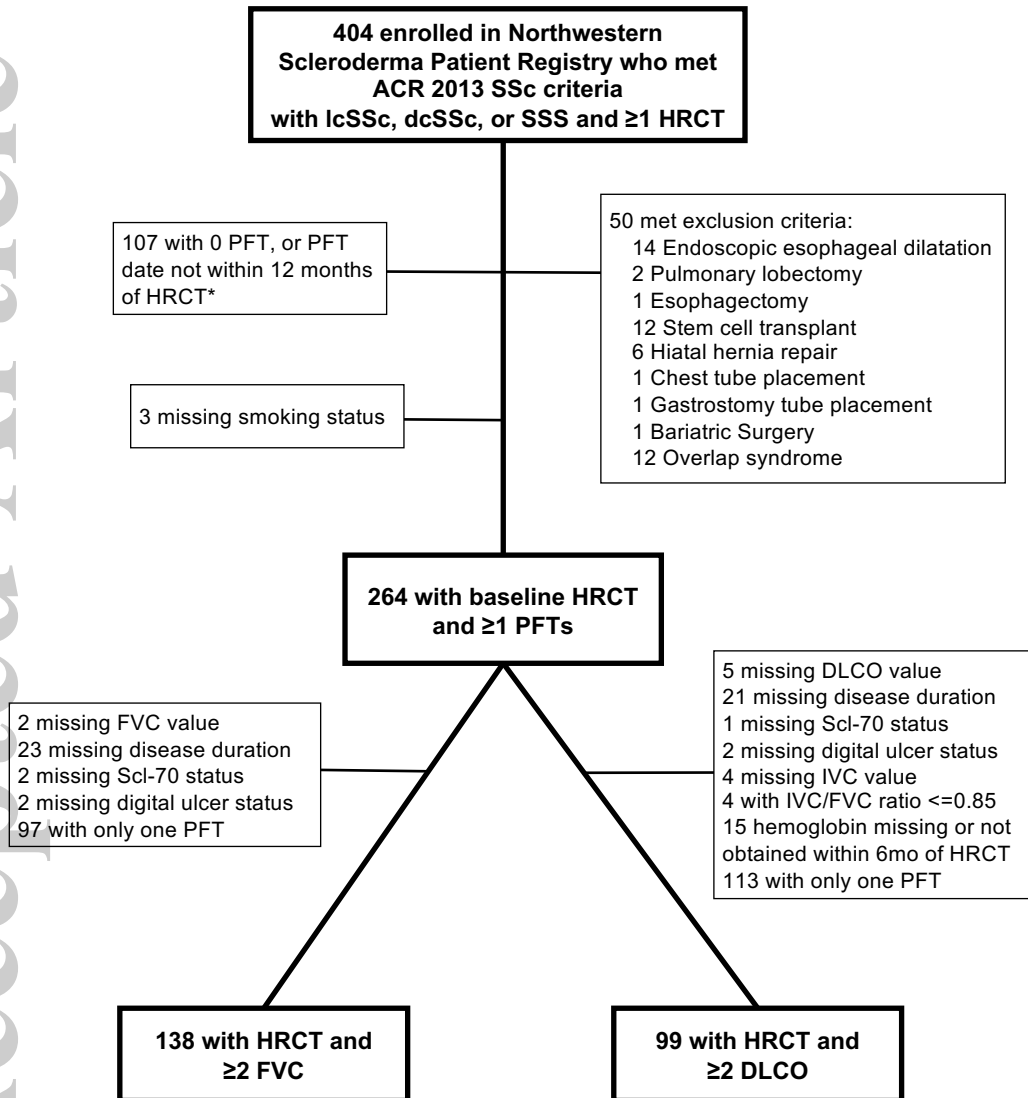 404 enrolled in Northwestern
Scleroderma Patient Registry who met
ACR 2013 SSc criteria
with lcSSc, dcSSc, or SSS and ≥1 HRCT
107 with 0 PFT, or PFT
date not within 12 months
of HRCT*
50 met exclusion criteria:
14 Endoscopic esophageal dilatation
2 Pulmonary lobectomy
1 Esophagectomy
12 Stem cell transplant
6 Hiatal hernia repair
1 Chest tube placement
1 Gastrostomy tube placement
1 Bariatric Surgery
12 Overlap syndrome
3 missing smoking status
264 with baseline HRCT
and ≥1 PFTs
2 missing FVC value
23 missing disease duration
2 missing Scl-70 status
2 missing digital ulcer status
97 with only one PFT
5 missing DLCO value
21 missing disease duration
1 missing Scl-70 status
2 missing digital ulcer status
4 missing IVC value
4 with IVC/FVC ratio <=0.85
15 hemoglobin missing or not
obtained within 6mo of HRCT
113 with only one PFT
138 with HRCT and
≥2 FVC
99 with HRCT and
≥2 DLCO